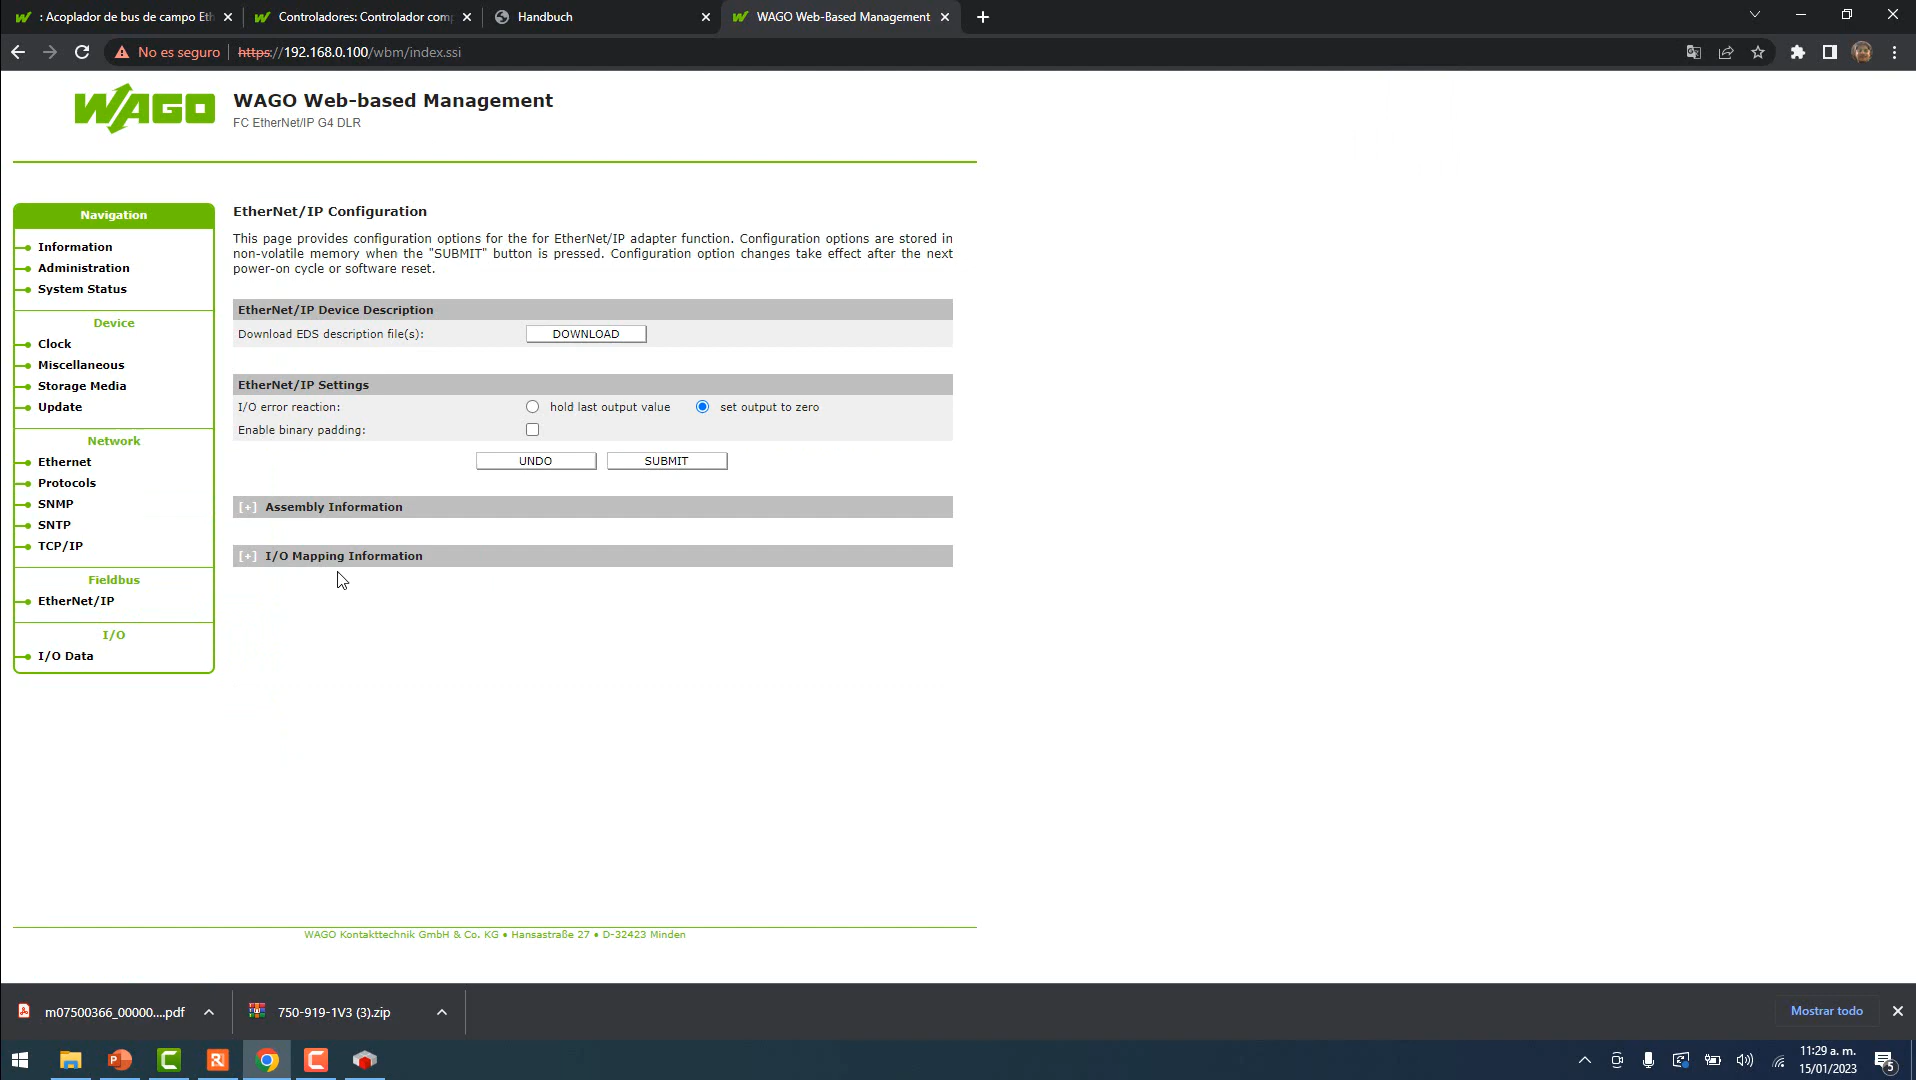 : Acoplador de bus de campo Eth
Controladores: Controlador comp
Handbuch
WAGO Web-Based Management
No es seguro
https://192.168.0.100/wbm/index.ssi
WAGO
WAGO Web-based Management
FC EtherNet/IP G4 DLR
Navigation
Information
Administration
System Status
Device
Clock
Miscellaneous
Storage Media
Update
Network
Ethernet
Protocols
SNMP
SNTP
TCP/IP
Fieldbus
EtherNet/IP
I/O
I/O Data
EtherNet/IP Configuration
This page provides configuration options for the for EtherNet/IP adapter function. Configuration options are stored in
non-volatile memory when the "SUBMIT" button is pressed. Configuration option changes take effect after the next
power-on cycle or software reset.
EtherNet/IP Device Description
Download EDS description file(s): DOWNLOAD
EtherNet/IP Settings
I/O error reaction: hold last output value set output to zero
Enable binary padding:
UNDO SUBMIT
[+] Assembly Information
[+] I/O Mapping Information
WAGO Kontakttechnik GmbH & Co. KG • Hansastraße 27 • D-32423 Minden
m07500366_00000....pdf
750-919-1V3 (3).zip
Mostrar todo
11:29 a. m.
15/01/2023
5